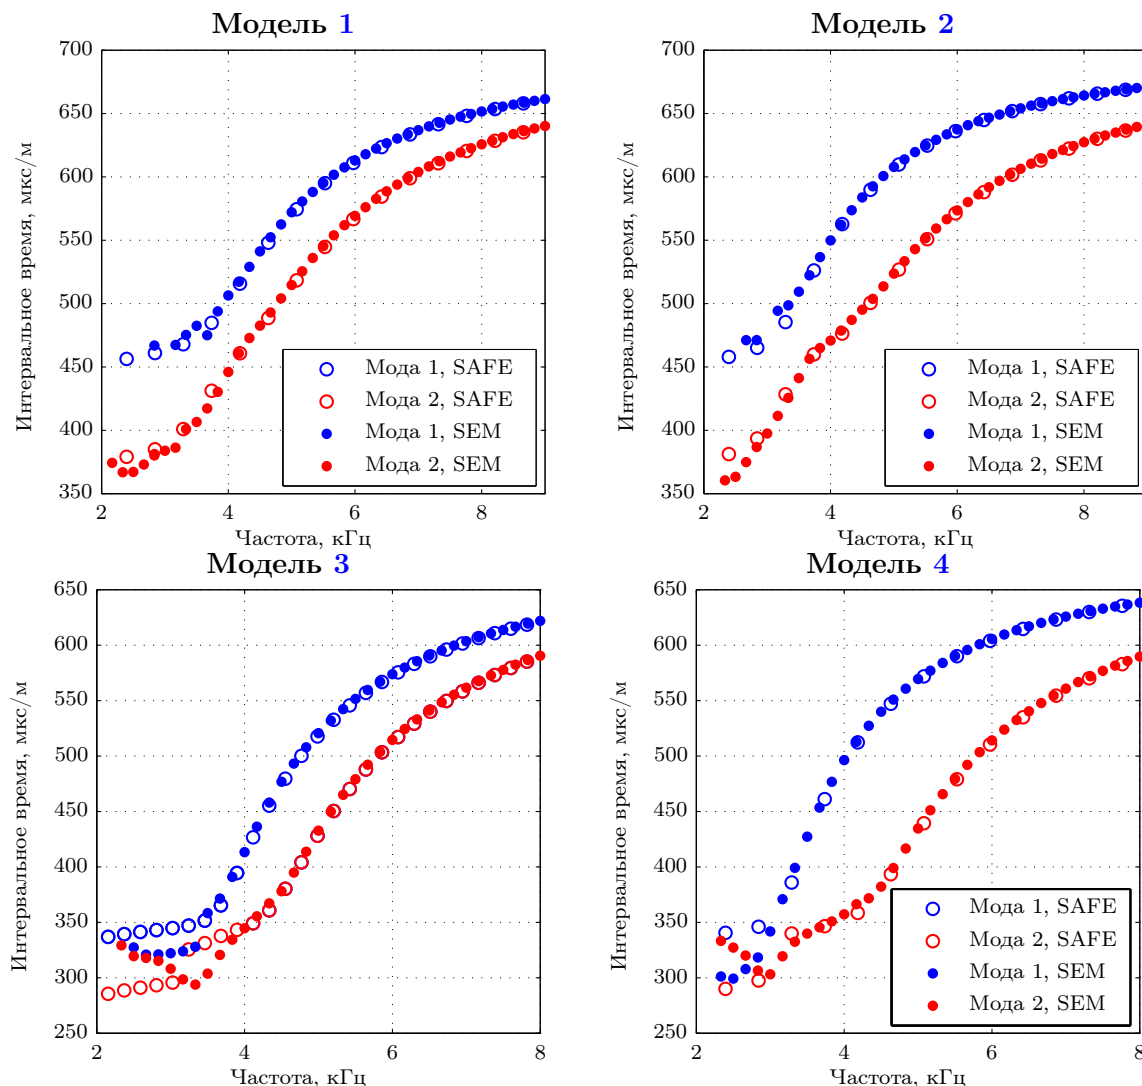 Модель 1
700
650
600
550
500
450
400
350
2
4
6
8
Интервальное время, мкс/м
Частота, кГц
Мода 1, SAFE
Мода 2, SAFE
Мода 1, SEM
Мода 2, SEM
Модель 2
700
650
600
550
500
450
400
350
2
4
6
8
Интервальное время, мкс/м
Частота, кГц
Мода 1, SAFE
Мода 2, SAFE
Мода 1, SEM
Мода 2, SEM
Модель 3
650
600
550
500
450
400
350
300
250
2
4
6
8
Интервальное время, мкс/м
Частота, кГц
Модель 4
650
600
550
500
450
400
350
300
250
2
4
6
8
Интервальное время, мкс/м
Частота, кГц
Мода 1, SAFE
Мода 2, SAFE
Мода 1, SEM
Мода 2, SEM